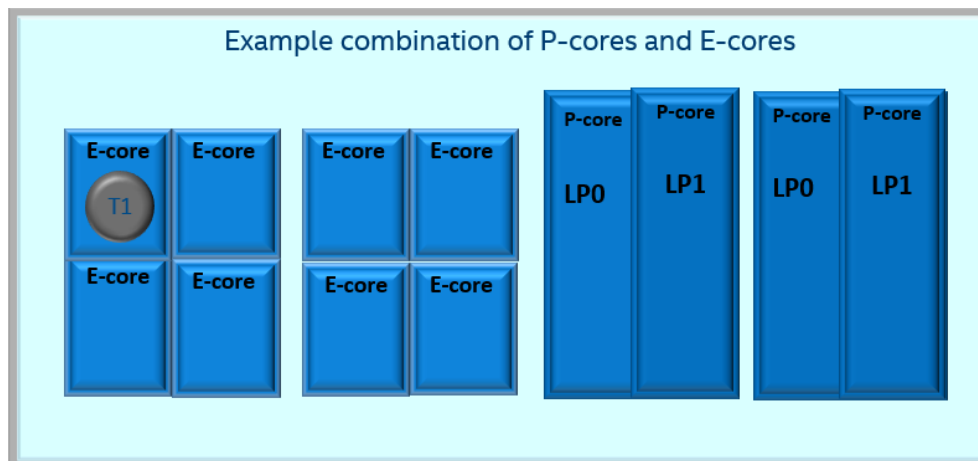 Example combination of P-cores and E-cores
E-core E-core E-core E-core P-core P-core P-core P-core
T1 LP0 LP1 LP0 LP1
E-core E-core E-core E-core